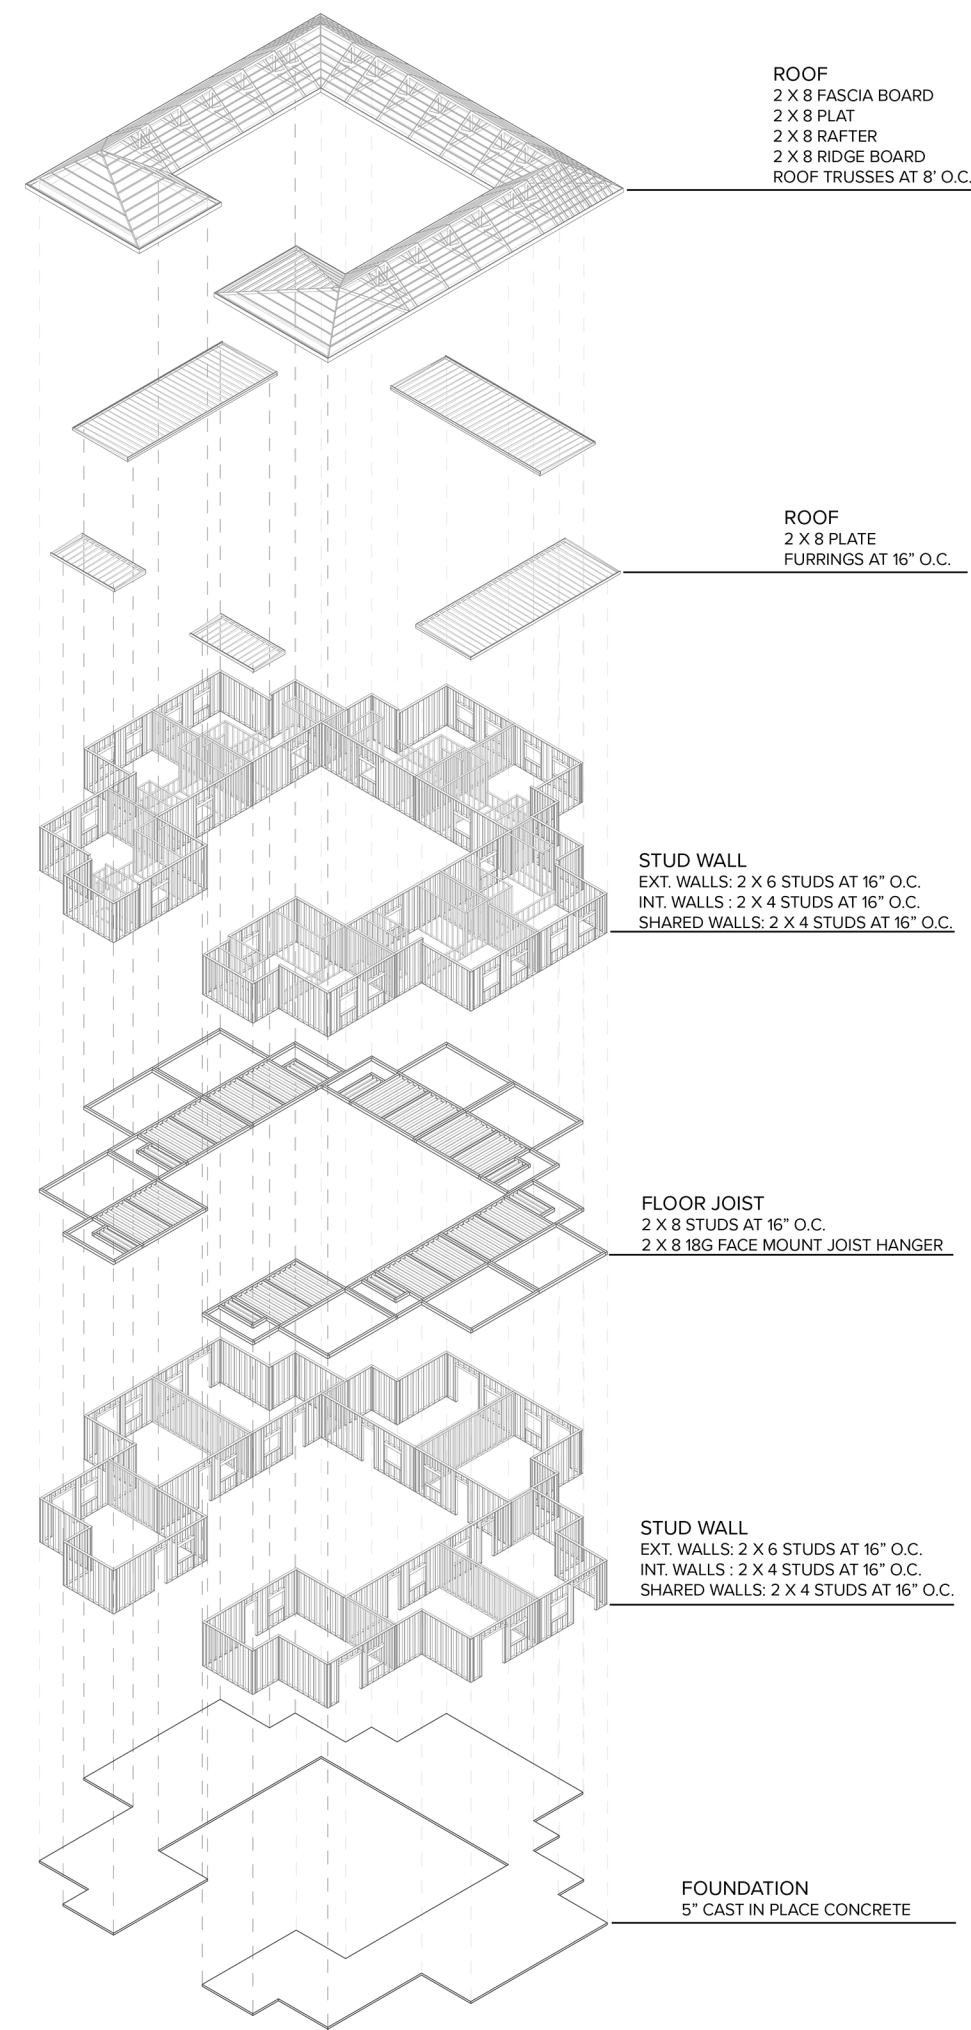 ROOF
2 X 8 FASCIA BOARD
2 X 8 PLAT
2 X 8 RAFTER
2 X 8 RIDGE BOARD
ROOF TRUSSES AT 8’ O.C.
ROOF
2 X 8 PLATE
FURRINGS AT 16” O.C.
STUD WALL
EXT. WALLS: 2 X 6 STUDS AT 16” O.C.
INT. WALLS : 2 X 4 STUDS AT 16” O.C.
SHARED WALLS: 2 X 4 STUDS AT 16” O.C.
FLOOR JOIST
2 X 8 STUDS AT 16” O.C.
2 X 8 18G FACE MOUNT JOIST HANGER
STUD WALL
EXT. WALLS: 2 X 6 STUDS AT 16” O.C.
INT. WALLS : 2 X 4 STUDS AT 16” O.C.
SHARED WALLS: 2 X 4 STUDS AT 16” O.C.
FOUNDATION
5” CAST IN PLACE CONCRETE